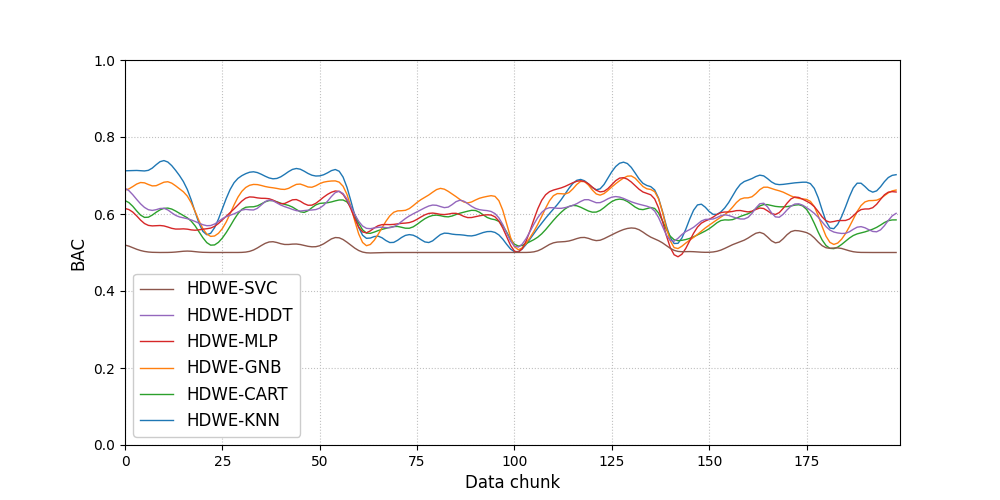 1.0
0.8
0.6
0.4
0.2
0.0
BAC
HDWE-SVC
HDWE-HDDT
HDWE-MLP
HDWE-GNB
HDWE-CART
HDWE-KNN
0 25 50 75 100 125 150 175
Data chunk